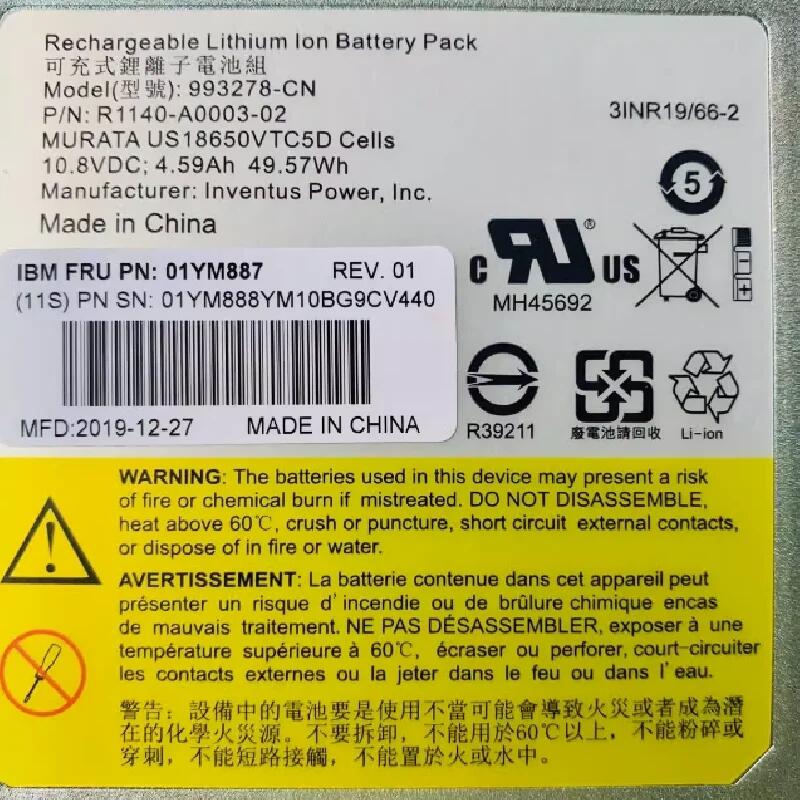 Rechargeable Lithium Ion Battery Pack
可充式鋰離子電池組
Model(型號): 993278-CN
P/N: R1140-A0003-02
3INR19/66-2
MURATA US18650VTC5D Cells
10.8VDC; 4.59Ah 49.57Wh
Manufacturer: Inventus Power, Inc.
Made in China
5
IBM FRU PN: 01YM887 REV. 01
(11S) PN SN: 01YM888YM10BG9CV440
MFD:2019-12-27 MADE IN CHINA
c RU® US
MH45692
R39211
廢電池請回收
Li-ion
WARNING: The batteries used in this device may present a risk
of fire or chemical burn if mistreated. DO NOT DISASSEMBLE,
heat above 60℃, crush or puncture, short circuit external contacts,
or dispose of in fire or water.
AVERTISSEMENT: La batterie contenue dans cet appareil peut
présenter un risque d'incendie ou de brûlure chimique encas
de mauvais traitement. NE PAS DÉSASSEMBLER, exposer à une
température supérieure à 60℃, écraser ou perforer, court-circuiter
les contacts externes ou la jeter dans le feu ou dans l'eau.
警告: 設備中的電池要是使用不當可能會導致火災或者成為潛
在的化學火災源。不要拆卸, 不能用於60℃以上, 不能粉碎或
穿刺, 不能短路接觸, 不能置於火或水中。